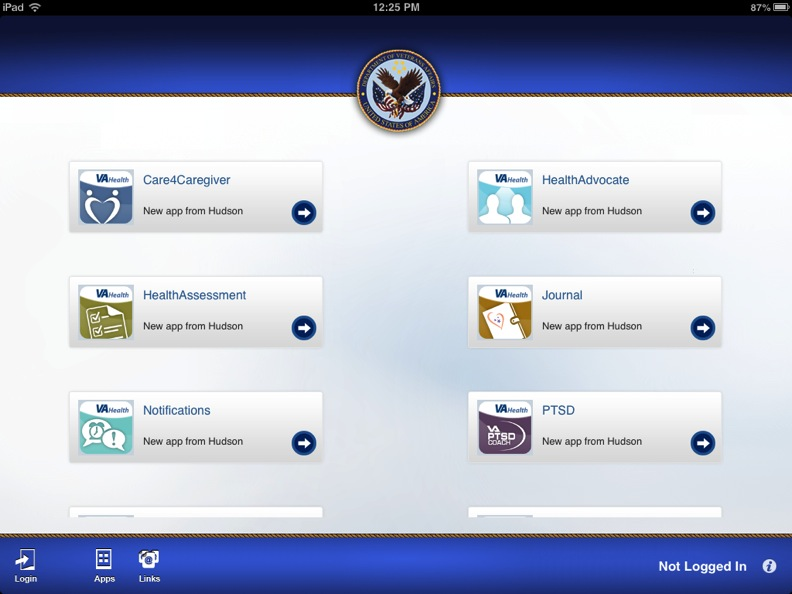 iPad 12:25 PM 87%
DEPARTMENT OF VETERANS AFFAIRS
UNITED STATES OF AMERICA
VA Health Care4Caregiver
New app from Hudson
VA Health HealthAdvocate
New app from Hudson
VA Health HealthAssessment
New app from Hudson
VA Health Journal
New app from Hudson
VA Health Notifications
New app from Hudson
VA Health PTSD
VA PTSD COACH New app from Hudson
Login Apps Links Not Logged In